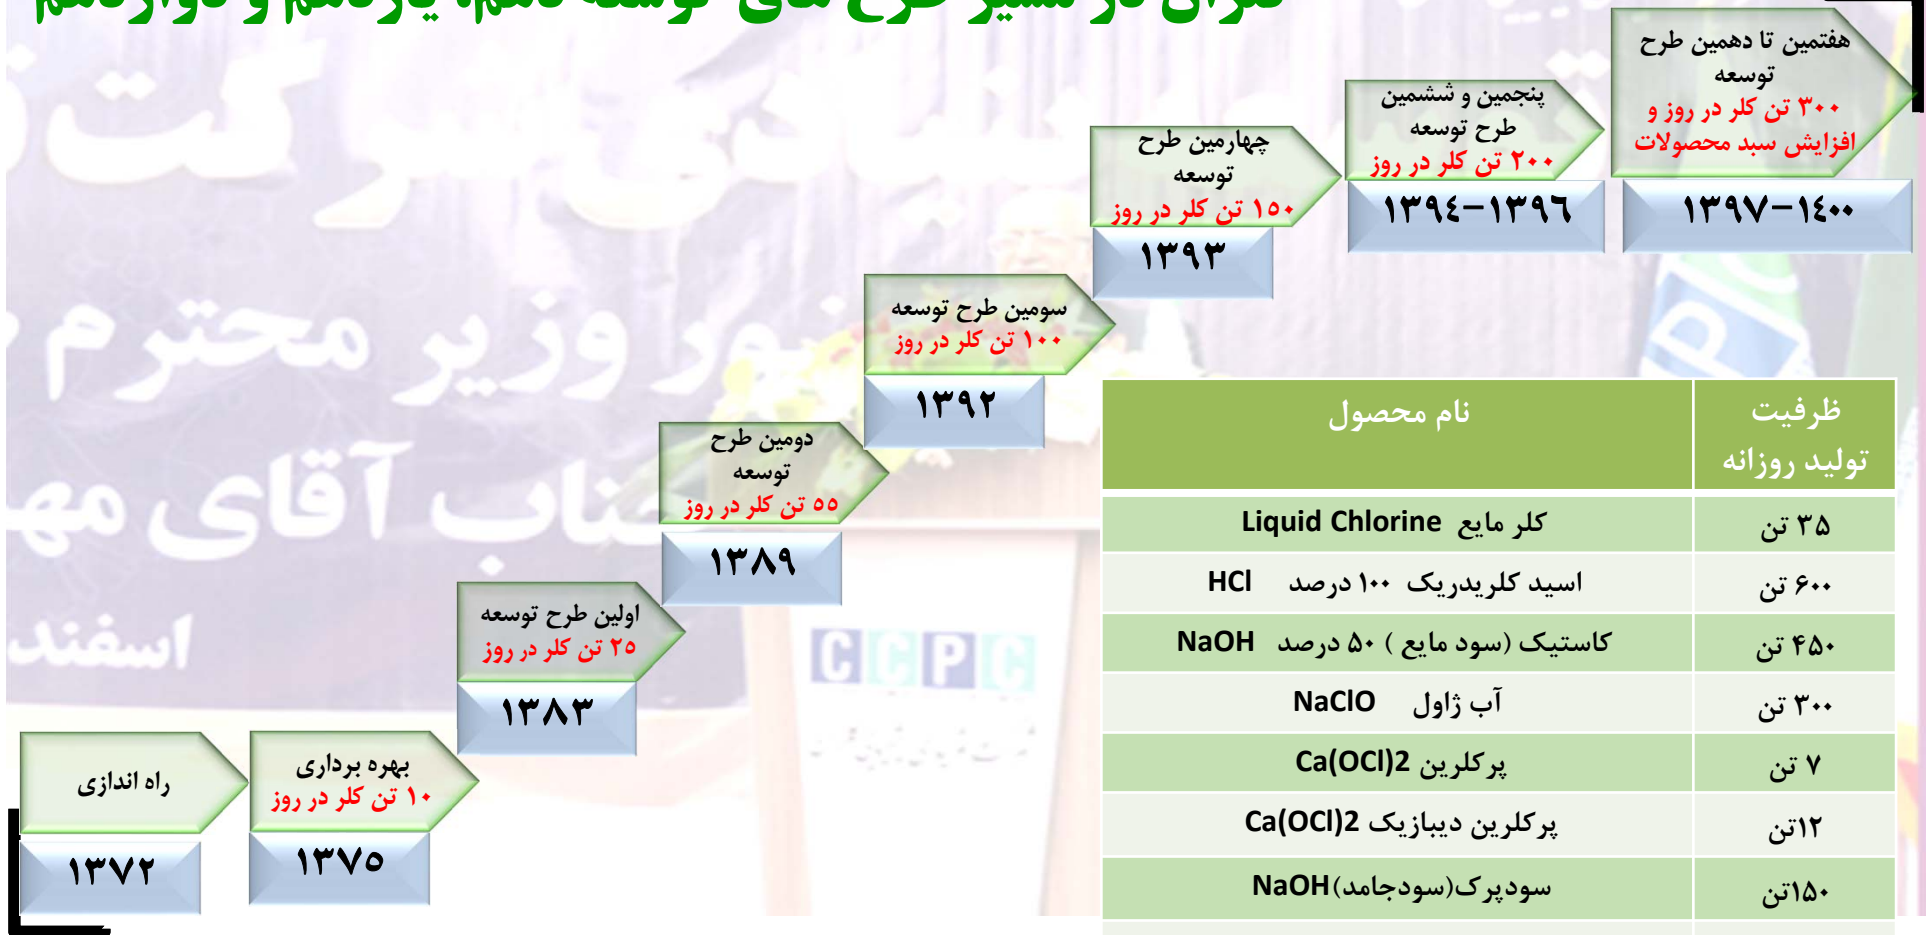 هفتمین تا دهمین طرح
توسعه
۳۰۰ تن کلر در روز و
افزایش سبد محصولات
۱۳۹۷-۱۴۰۰
پنجمین و ششمین
طرح توسعه
۲۰۰ تن کلر در روز
۱۳۹۴-۱۳۹۶
چهارمین طرح
توسعه
۱۵۰ تن کلر در روز
۱۳۹۳
سومین طرح توسعه
۱۰۰ تن کلر در روز
۱۳۹۲
دومین طرح
توسعه
۵۵ تن کلر در روز
۱۳۸۹
اولین طرح توسعه
۲۵ تن کلر در روز
۱۳۸۳
بهره برداری
۱۰ تن کلر در روز
۱۳۷۵
راه اندازی
۱۳۷۲
ظرفیت
تولید روزانه
نام محصول
۳۵ تن
کلر مایع Liquid Chlorine
۶۰۰ تن
اسید کلریدریک ۱۰۰ درصد HCl
۴۵۰ تن
کاستیک (سود مایع ) ۵۰ درصد NaOH
۳۰۰ تن
آب ژاول NaClO
۷ تن
پرکلرین Ca(OCl)2
۱۲تن
پرکلرین دیبازیک Ca(OCl)2
۱۵۰تن
سودپرک(سودجامد)NaOH
وزیر محترم
آقای
اسفند
CCPC